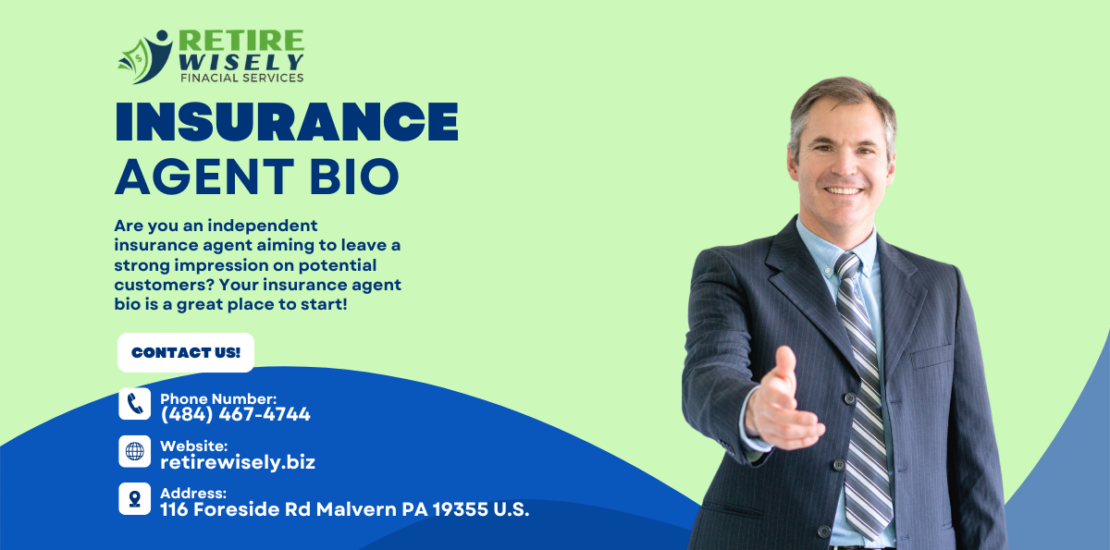 RETIRE
WISELY
FINACIAL SERVICES
INSURANCE
AGENT BIO
Are you an independent
insurance agent aiming to leave a
strong impression on potential
customers? Your insurance agent
bio is a great place to start!
CONTACT US!
Phone Number:
(484) 467-4744
Website:
retirewisely.biz
Address:
116 Foreside Rd Malvern PA 19355 U.S.